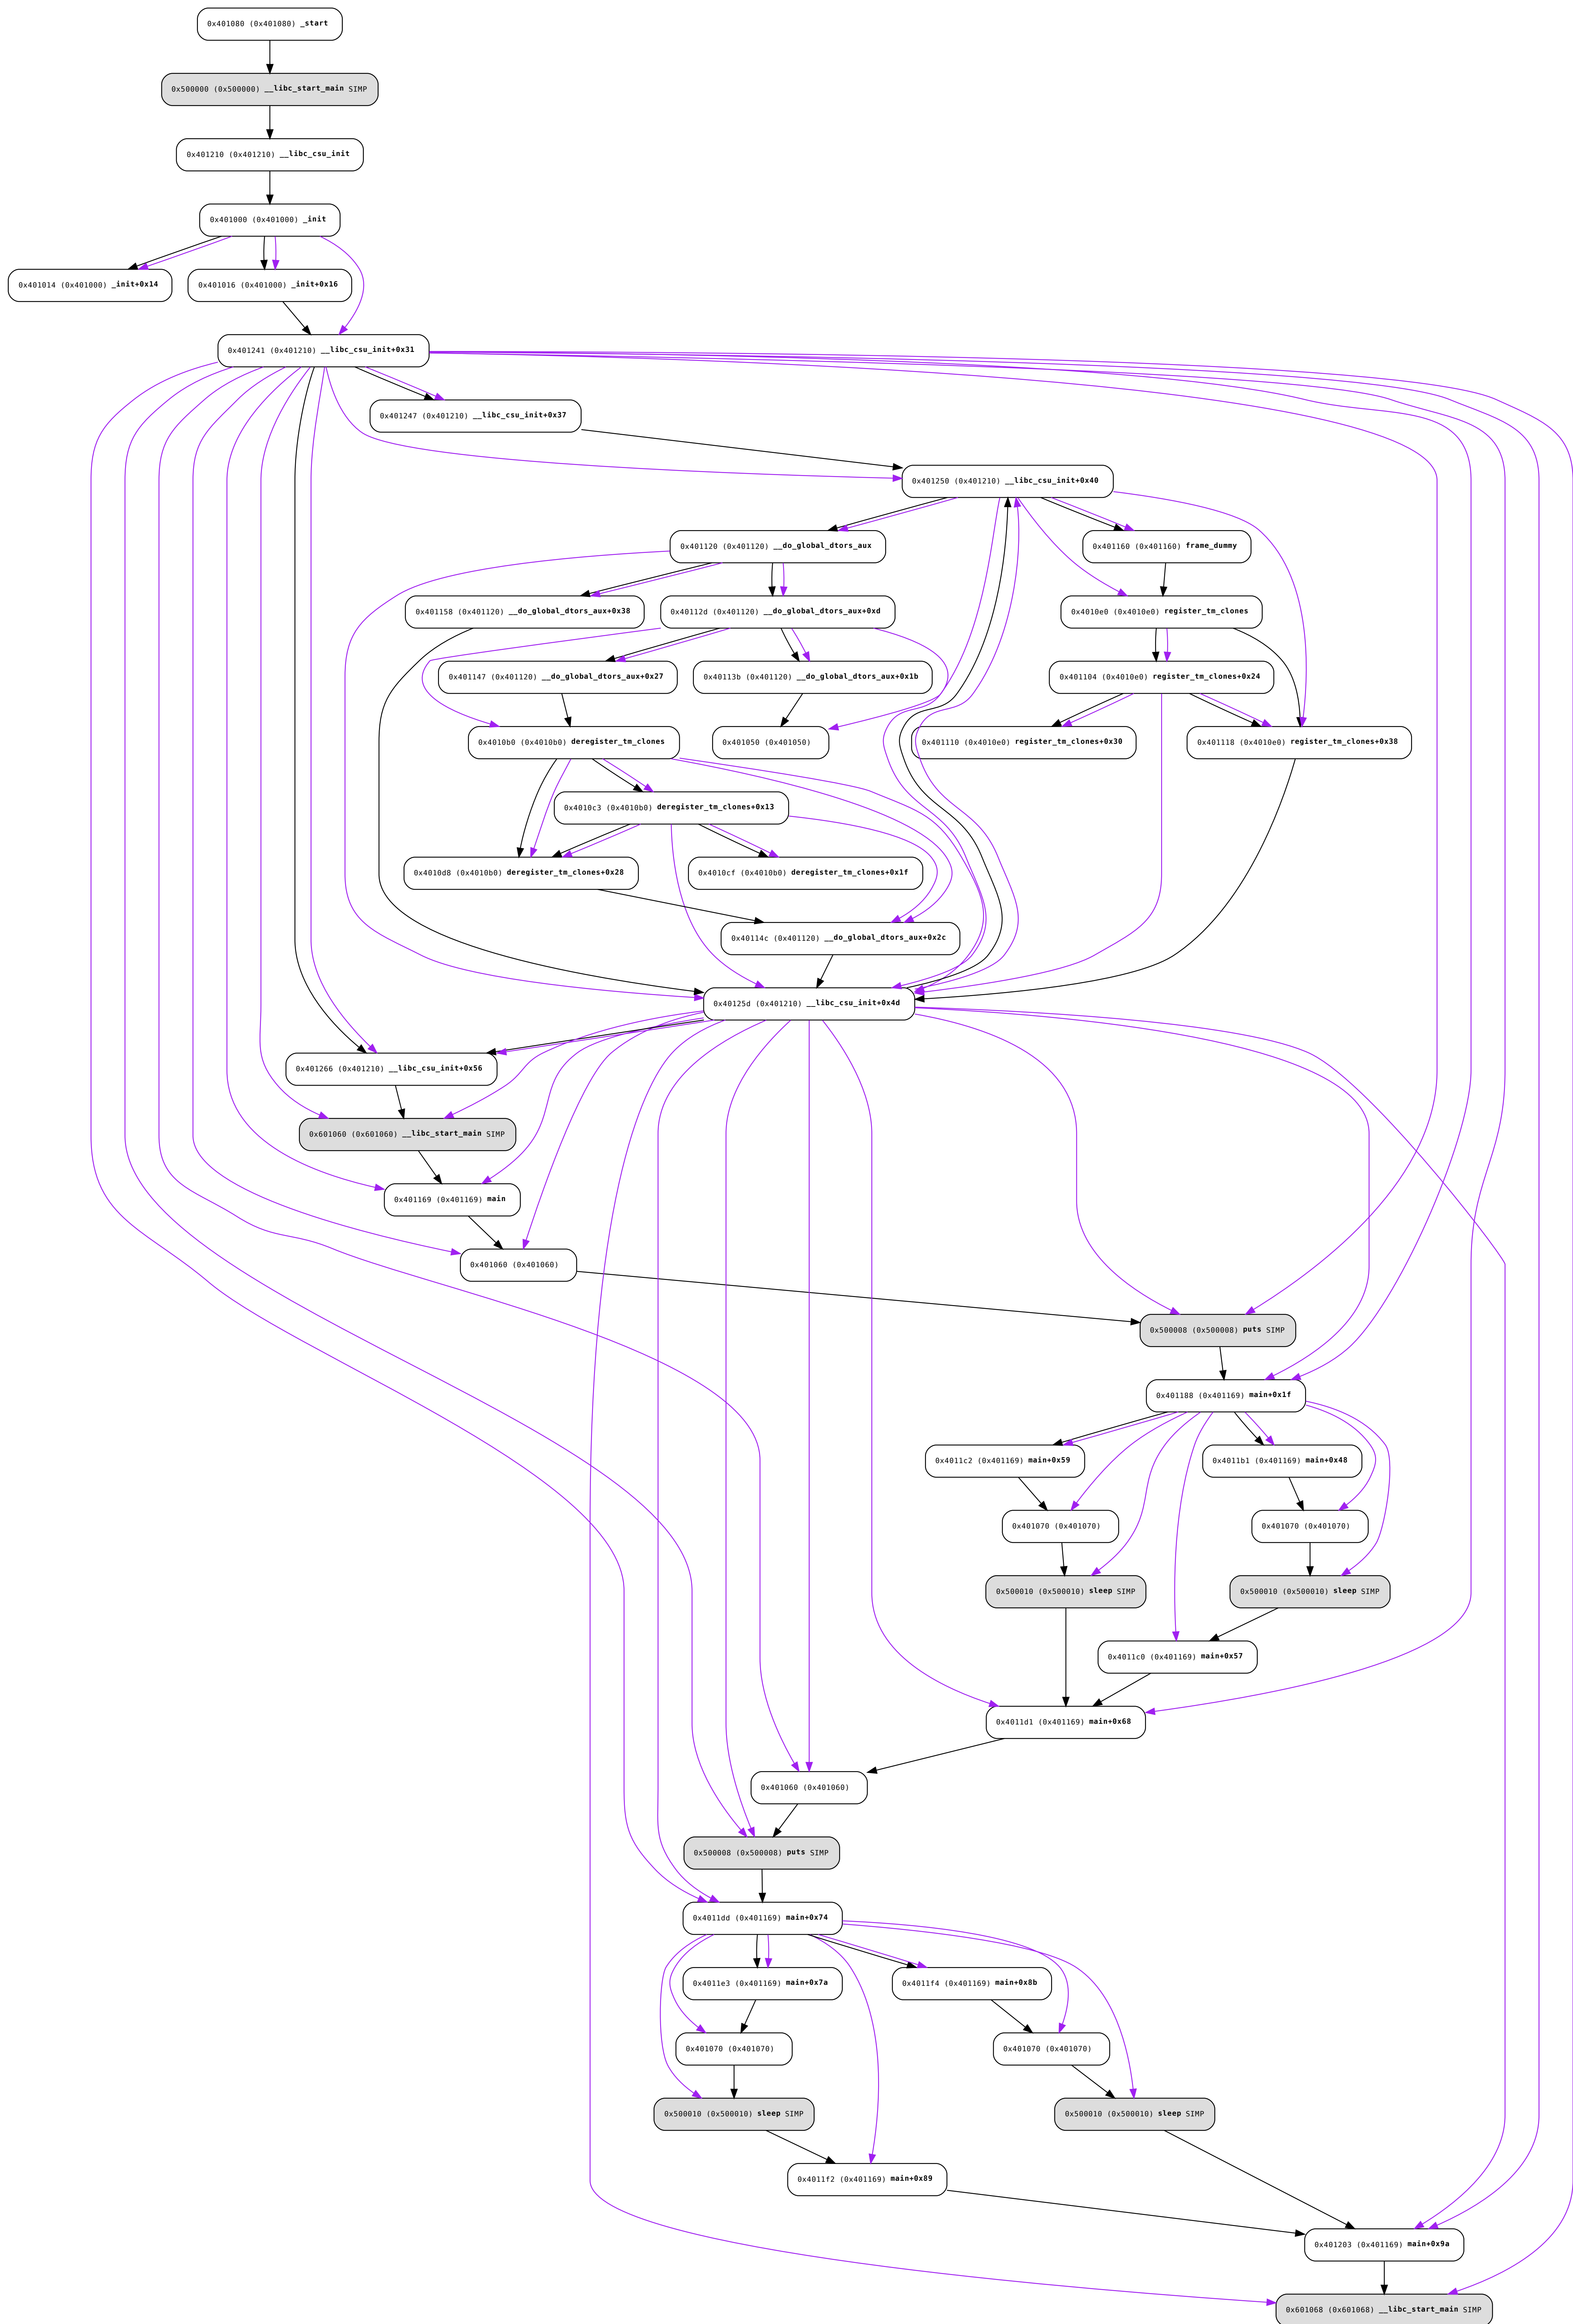 0x401080 (0x401080) _start
0x500000 (0x500000) __libc_start_main SIMP
0x401210 (0x401210) __libc_csu_init
0x401000 (0x401000) _init
0x401014 (0x401000) _init+0x14
0x401016 (0x401000) _init+0x16
0x401241 (0x401210) __libc_csu_init+0x31
0x401247 (0x401210) __libc_csu_init+0x37
0x401250 (0x401210) __libc_csu_init+0x40
0x401120 (0x401120) __do_global_dtors_aux
0x401160 (0x401160) frame_dummy
0x401158 (0x401120) __do_global_dtors_aux+0x38
0x40112d (0x401120) __do_global_dtors_aux+0xd
0x4010e0 (0x4010e0) register_tm_clones
0x401147 (0x401120) __do_global_dtors_aux+0x27
0x40113b (0x401120) __do_global_dtors_aux+0x1b
0x401104 (0x4010e0) register_tm_clones+0x24
0x4010b0 (0x4010b0) deregister_tm_clones
0x401050 (0x401050)
0x401110 (0x4010e0) register_tm_clones+0x30
0x401118 (0x4010e0) register_tm_clones+0x38
0x4010c3 (0x4010b0) deregister_tm_clones+0x13
0x4010d8 (0x4010b0) deregister_tm_clones+0x28
0x4010cf (0x4010b0) deregister_tm_clones+0x1f
0x40114c (0x401120) __do_global_dtors_aux+0x2c
0x40125d (0x401210) __libc_csu_init+0x4d
0x401266 (0x401210) __libc_csu_init+0x56
0x601060 (0x601060) __libc_start_main SIMP
0x401169 (0x401169) main
0x401060 (0x401060)
0x500008 (0x500008) puts SIMP
0x401188 (0x401169) main+0x1f
0x4011c2 (0x401169) main+0x59
0x4011b1 (0x401169) main+0x48
0x401070 (0x401070)
0x401070 (0x401070)
0x500010 (0x500010) sleep SIMP
0x500010 (0x500010) sleep SIMP
0x4011c0 (0x401169) main+0x57
0x4011d1 (0x401169) main+0x68
0x401060 (0x401060)
0x500008 (0x500008) puts SIMP
0x4011dd (0x401169) main+0x74
0x4011e3 (0x401169) main+0x7a
0x4011f4 (0x401169) main+0x8b
0x401070 (0x401070)
0x401070 (0x401070)
0x500010 (0x500010) sleep SIMP
0x500010 (0x500010) sleep SIMP
0x4011f2 (0x401169) main+0x89
0x401203 (0x401169) main+0x9a
0x601068 (0x601068) __libc_start_main SIMP